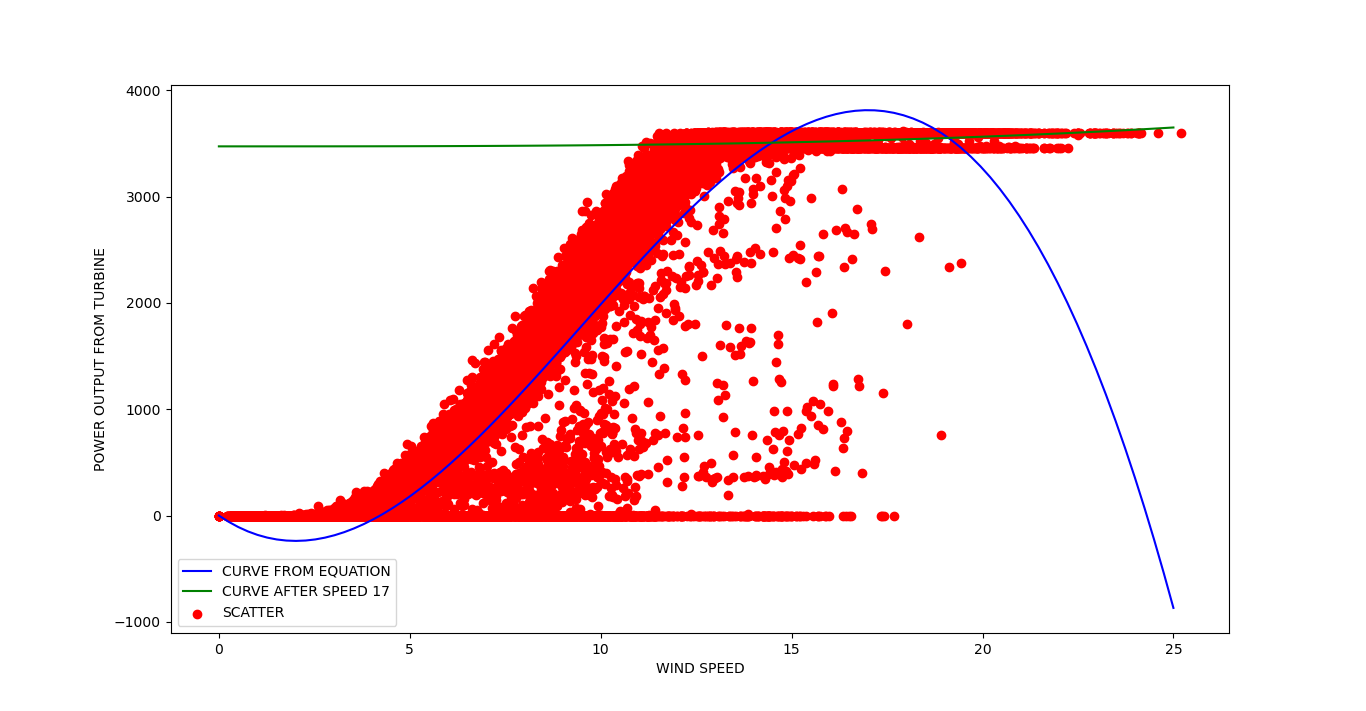 4000
3000
2000
1000
0
−1000
POWER OUTPUT FROM TURBINE
CURVE FROM EQUATION
CURVE AFTER SPEED 17
SCATTER
0 5 10 15 20 25
WIND SPEED